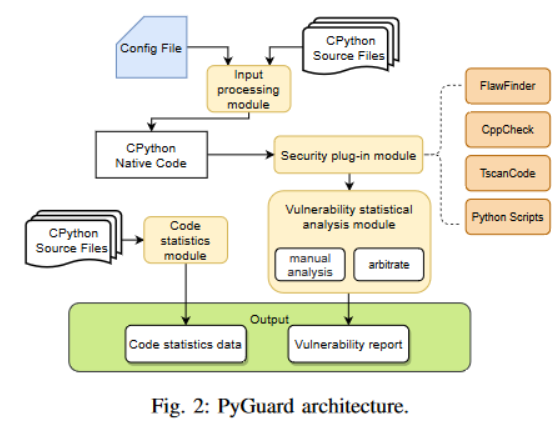 Config File
CPython
Source Files
Input
processing
module
FlawFinder
CppCheck
TscanCode
Python Scripts
CPython
Native Code
Security plug-in module
Vulnerability statistical
analysis module
manual
analysis
arbitrate
CPython
Source Files
Code
statistics
module
Output
Code statistics data
Vulnerability report
Fig. 2: PyGuard architecture.